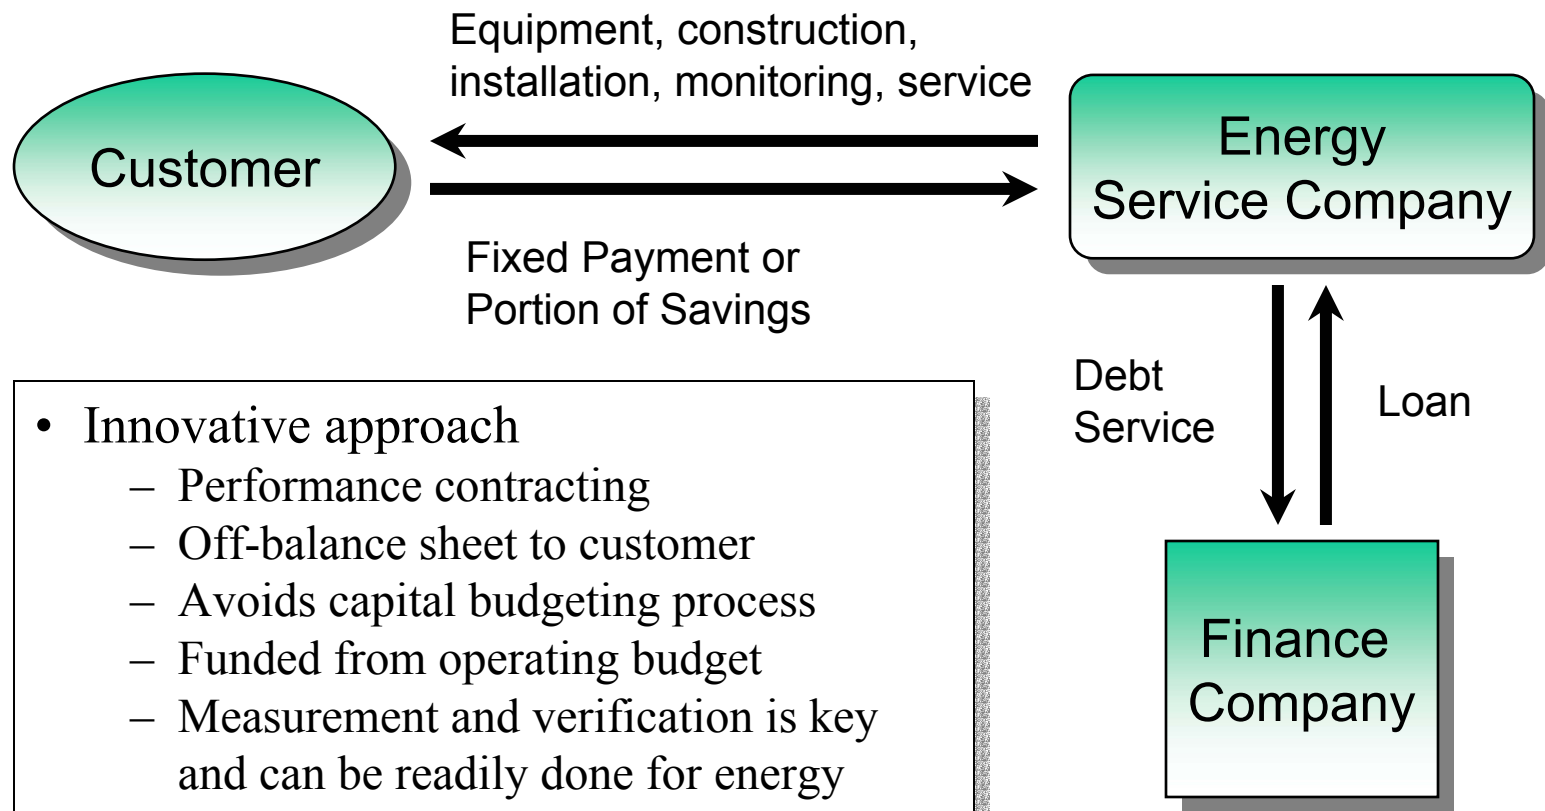 Equipment, construction,
installation, monitoring, service
Customer
Energy
Service Company
Fixed Payment or
Portion of Savings
Debt
Service
Loan
• Innovative approach
– Performance contracting
– Off-balance sheet to customer
– Avoids capital budgeting process
– Funded from operating budget
– Measurement and verification is key
and can be readily done for energy
Finance
Company